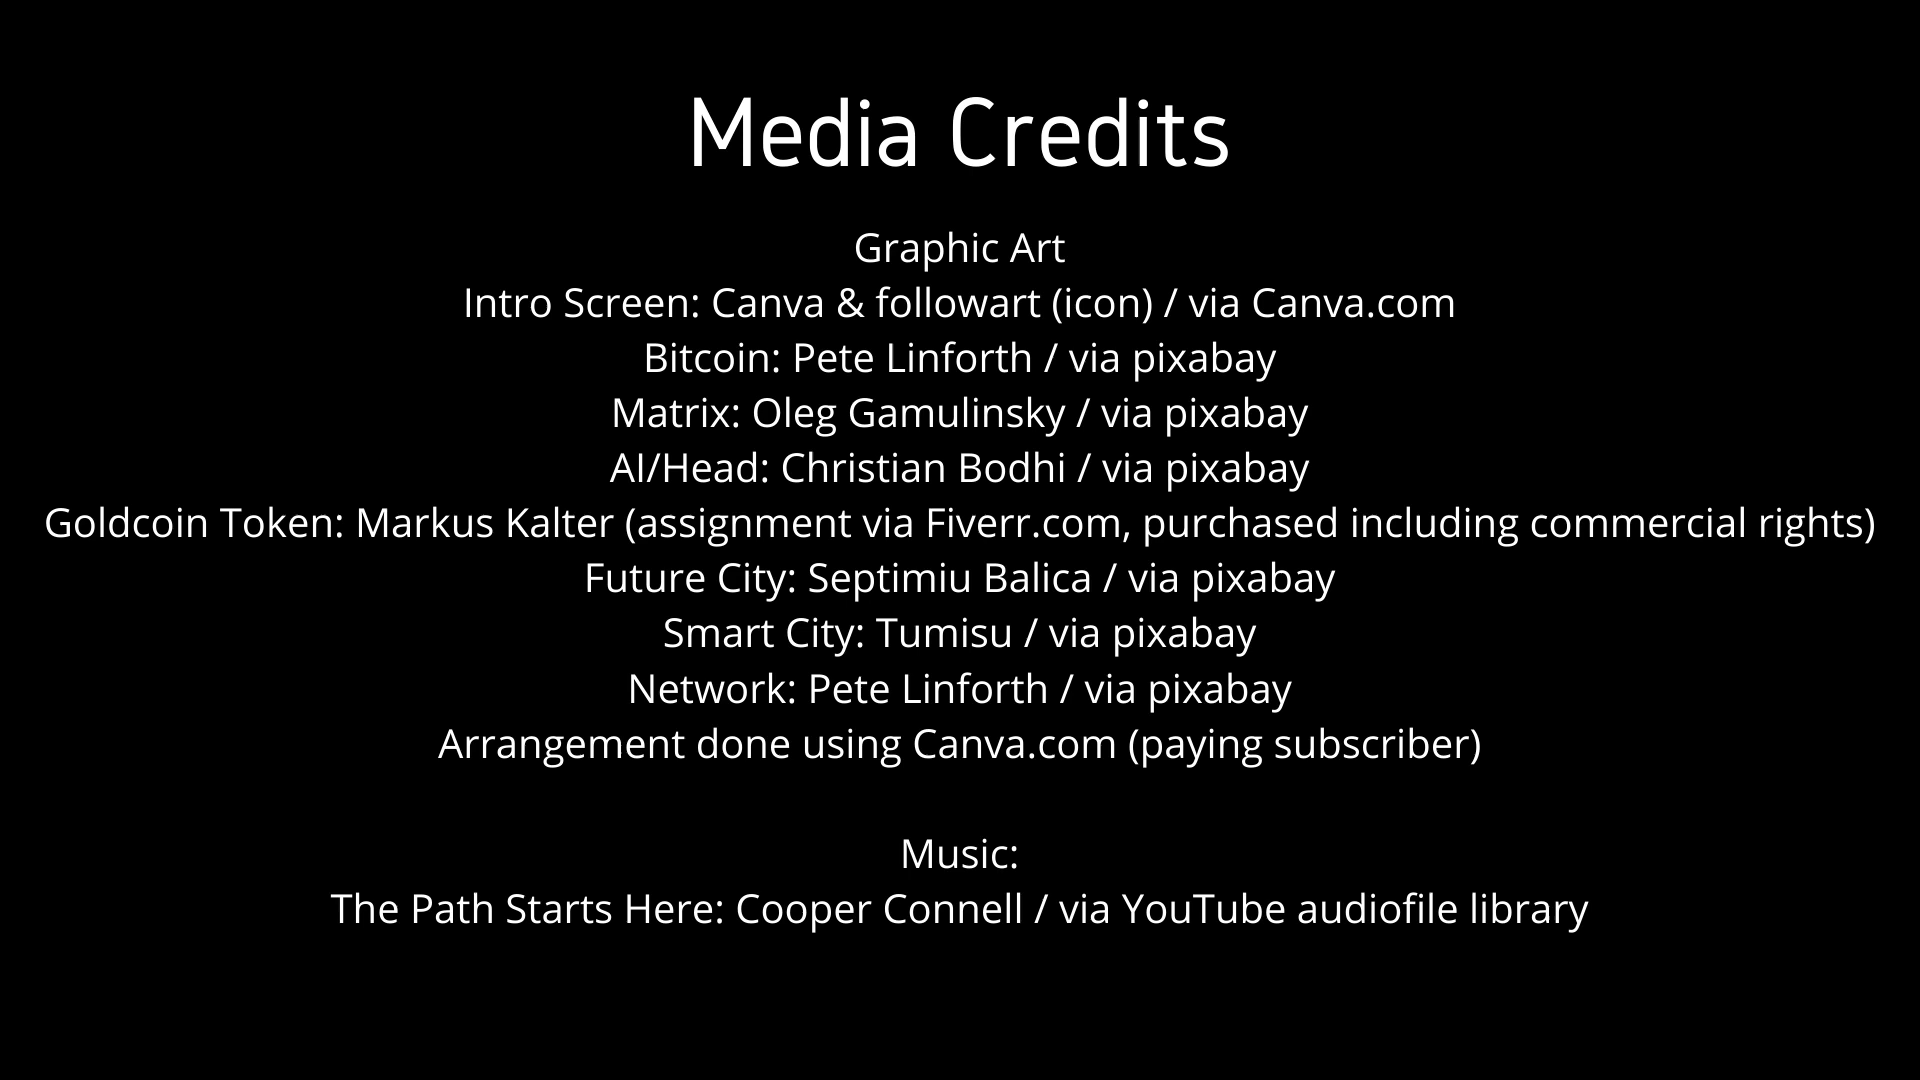 Media Credits
Graphic Art
Intro Screen: Canva & followart (icon) / via Canva.com
Bitcoin: Pete Linforth / via pixabay
Matrix: Oleg Gamulinsky / via pixabay
AI/Head: Christian Bodhi / via pixabay
Goldcoin Token: Markus Kalter (assignment via Fiverr.com, purchased including commercial rights)
Future City: Septimiu Balica / via pixabay
Smart City: Tumisu / via pixabay
Network: Pete Linforth / via pixabay
Arrangement done using Canva.com (paying subscriber)
Music:
The Path Starts Here: Cooper Connell / via YouTube audiofile library